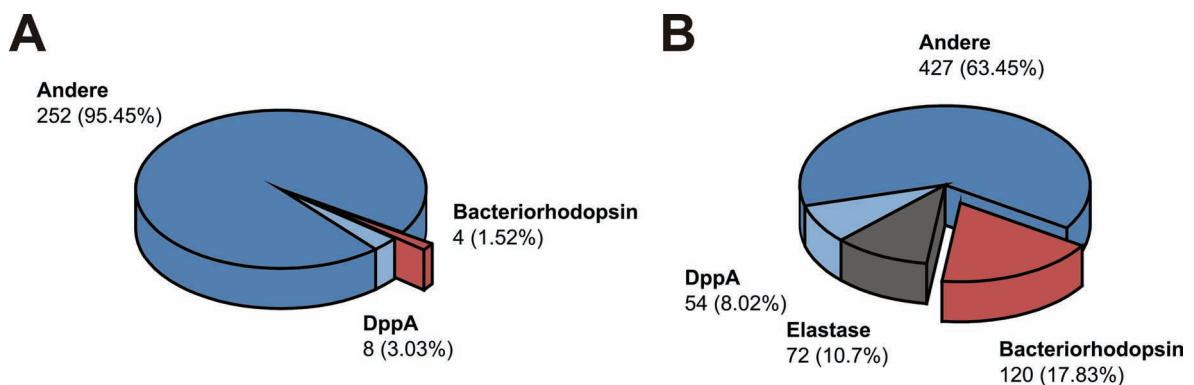 A
Andere
252 (95.45%)
Bacteriorhodopsin
4 (1.52%)
DppA
8 (3.03%)
B
Andere
427 (63.45%)
DppA
54 (8.02%)
Elastase
72 (10.7%)
Bacteriorhodopsin
120 (17.83%)